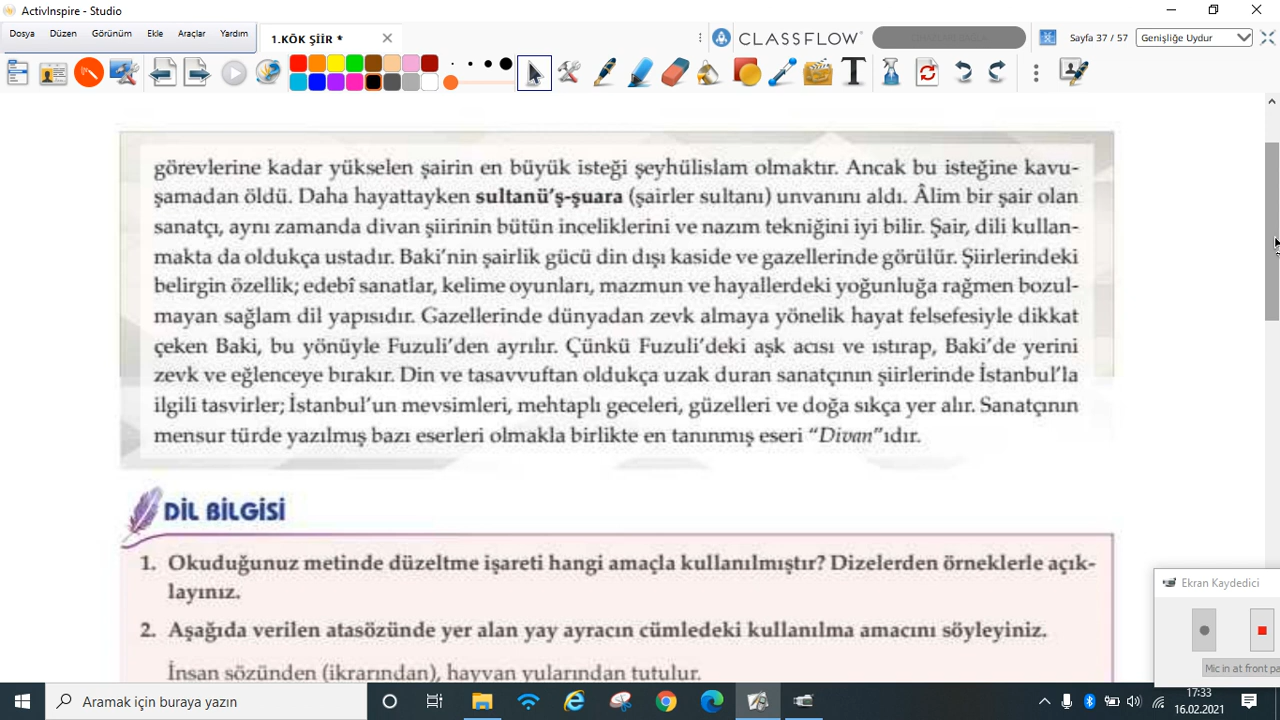 ActivInspire - Studio
Dosya Düzen Görünüm Ekle Araçlar Yardım
1.KÖK ŞİİR *
CLASSFLOW
Sayfa 37 / 57
Genişliğe Uydur
görevlerine kadar yükselen şairin en büyük isteği şeyhülislam olmaktır. Ancak bu isteğine kavu-
şamadan öldü. Daha hayattayken sultanü’ş-şuara (şairler sultanı) unvanını aldı. Âlim bir şair olan
sanatçı, aynı zamanda divan şiirinin bütün inceliklerini ve nazım tekniğini iyi bilir. Şair, dili kullan-
makta da oldukça ustadır. Baki’nin şairlik gücü din dışı kaside ve gazellerinde görülür. Şiirlerindeki
belirgin özellik; edebî sanatlar, kelime oyunları, mazmun ve hayallerdeki yoğunluğa rağmen bozul-
mayan sağlam dil yapısıdır. Gazellerinde dünyadan zevk almaya yönelik hayat felsefesiyle dikkat
çeken Baki, bu yönüyle Fuzuli’den ayrılır. Çünkü Fuzuli’deki aşk acısı ve ıstırap, Baki’de yerini
zevk ve eğlenceye bırakır. Din ve tasavvuftan oldukça uzak duran sanatçının şiirlerinde İstanbul’la
ilgili tasvirler; İstanbul’un mevsimleri, mehtaplı geceleri, güzelleri ve doğa sıkça yer alır. Sanatçının
mensur türde yazılmış bazı eserleri olmakla birlikte en tanınmış eseri “Divan”ıdır.
DİL BİLGİSİ
1. Okuduğunuz metinde düzeltme işareti hangi amaçla kullanılmıştır? Dizelerden örneklerle açık-
layınız.
2. Aşağıda verilen atasözünde yer alan yay ayracın cümledeki kullanılma amacını söyleyiniz.
İnsan sözünden (ikrarından), hayvan yularından tutulur.
Ekran Kaydedici
Mic in at front pa
Aramak için buraya yazın
17:33
16.02.2021